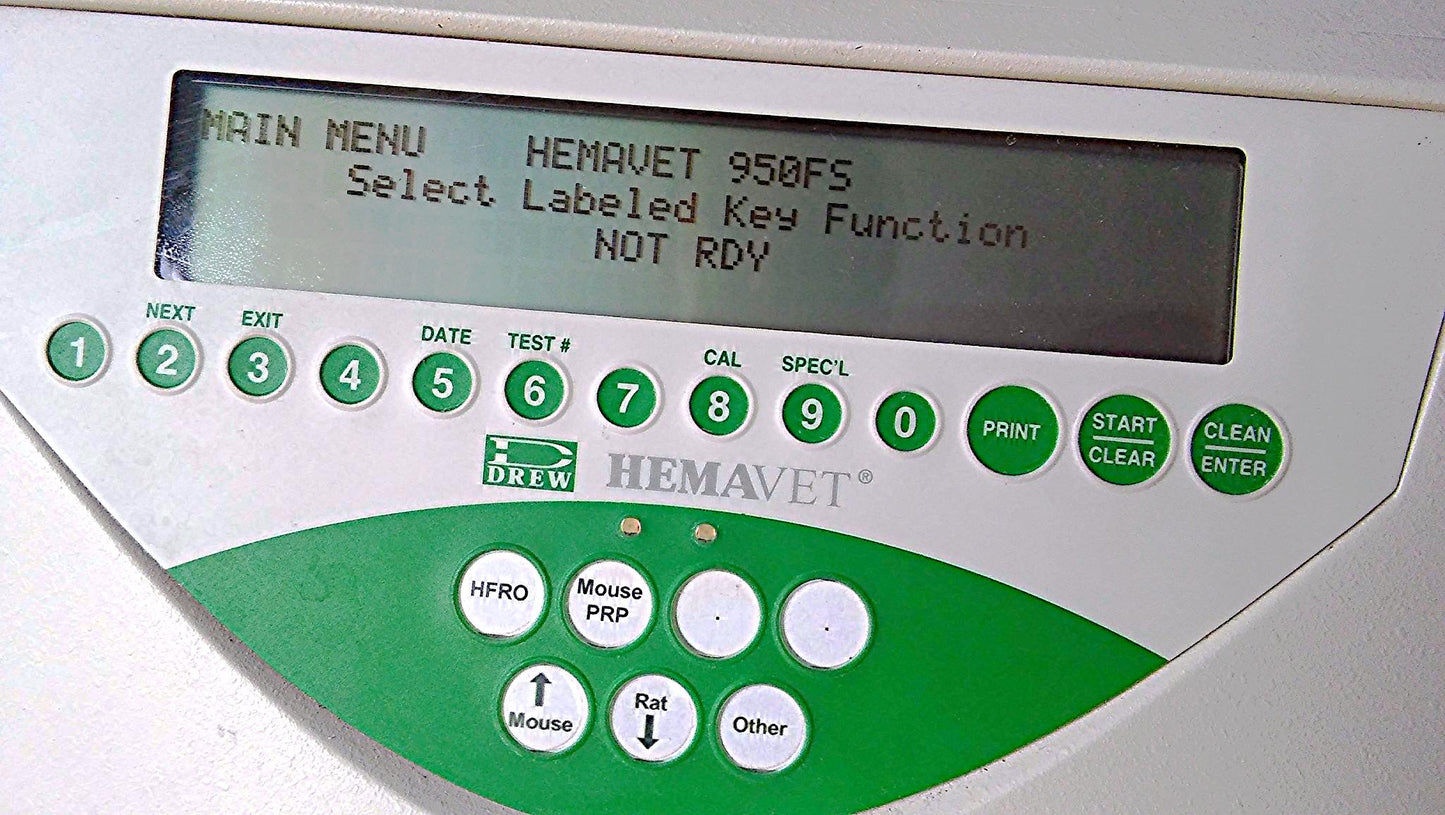 MAIN MENU HEMAVET 950FS
Select Labeled Key Function
NOT RDY
NEXT EXIT DATE TEST # CAL SPEC'L
1 2 3 4 5 6 7 8 9 0 PRINT START CLEAR CLEAN ENTER
DREW HEMAVET®
HFRO Mouse PRP . .
↑ Mouse Rat ↓ Other